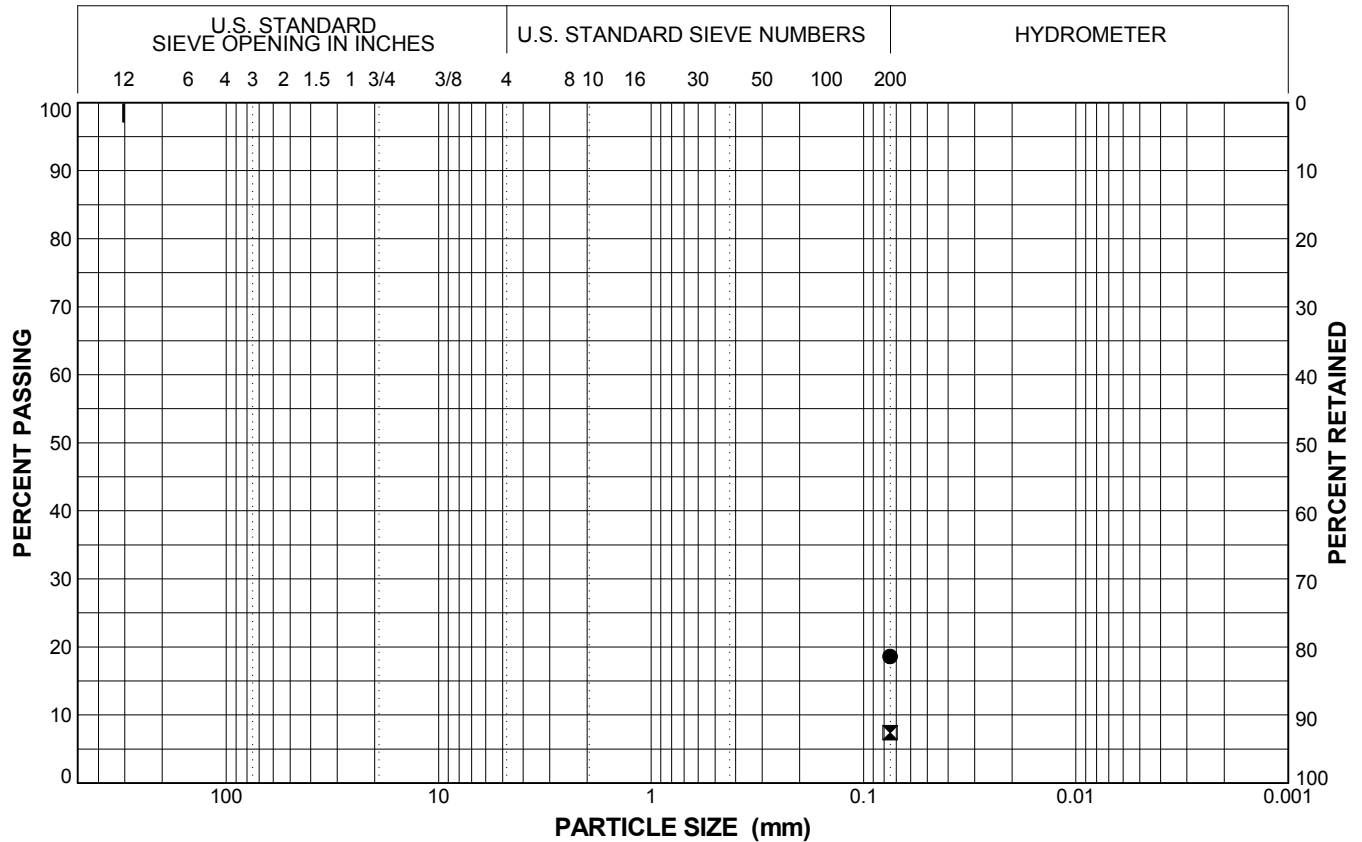 U.S. STANDARD
SIEVE OPENING IN INCHES
U.S. STANDARD SIEVE NUMBERS
HYDROMETER
12 6 4 3 2 1.5 1 3/4 3/8 4 8 10 16 30 50 100 200
100 0
90 10
80 20
70 30
60 40
50 50
40 60
30 70
20 80
10 90
0 100
PERCENT PASSING
PERCENT RETAINED
100 10 1 0.1 0.01 0.001
PARTICLE SIZE (mm)